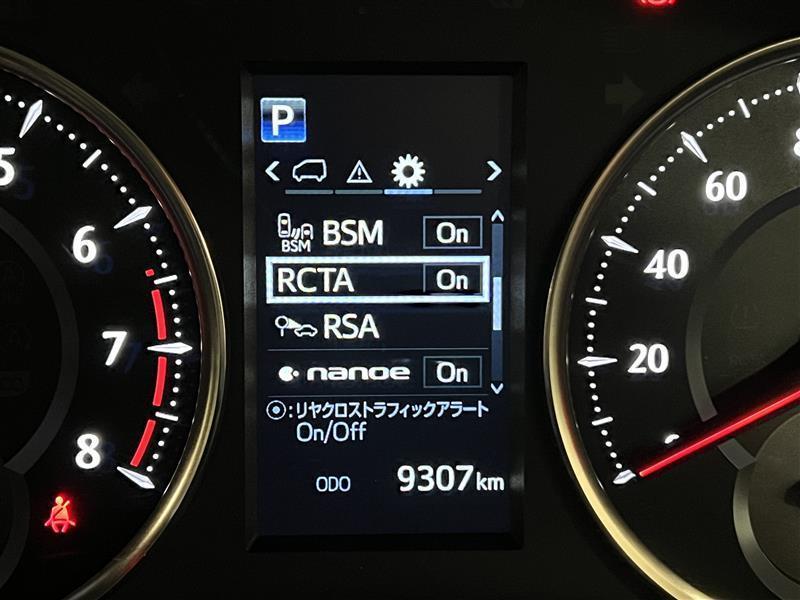 P
BSM BSM On
RCTA On
RSA
nanoe On
◉:リヤクロストラフィックアラート
On/Off
ODO 9307km
5
6
7
8
60
40
20